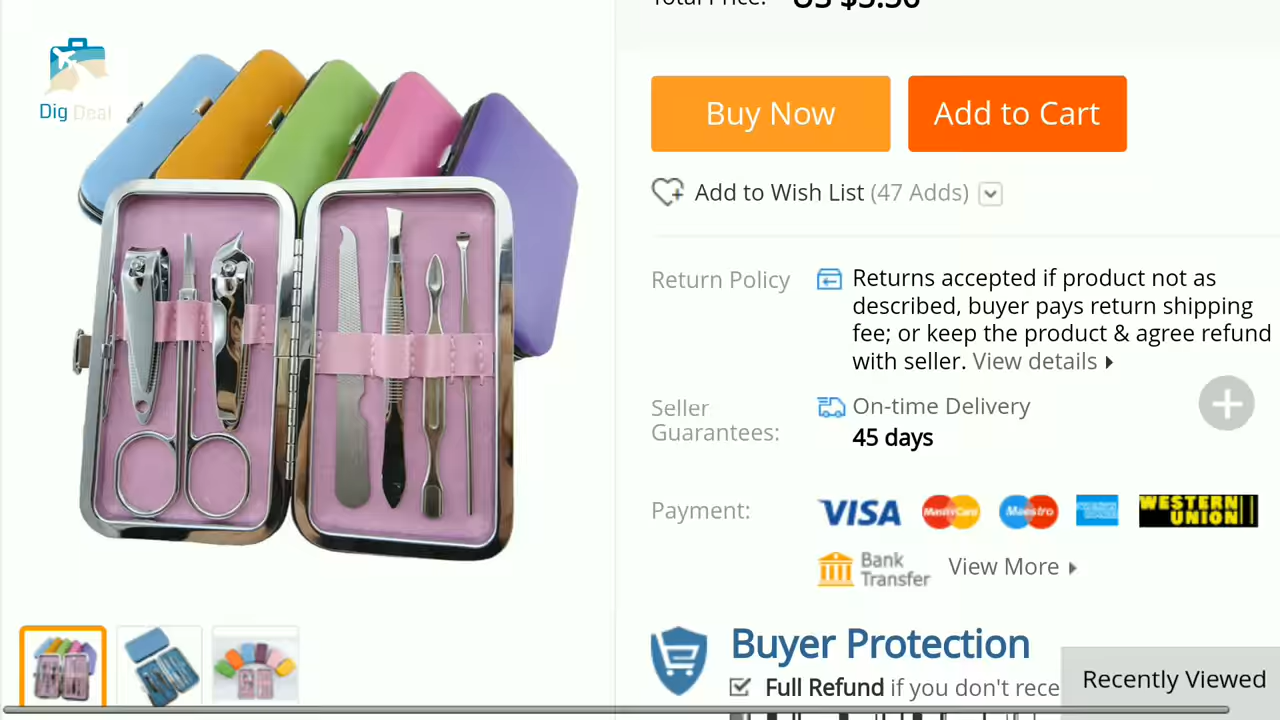 Total Price:
Dig Deal
Buy Now
Add to Cart
Add to Wish List (47 Adds)
Return Policy
Returns accepted if product not as
described, buyer pays return shipping
fee; or keep the product & agree refund
with seller. View details
Seller
Guarantees:
On-time Delivery
45 days
Payment:
VISA
MasterCard
Maestro
WESTERN
UNION
Bank
Transfer
View More
Buyer Protection
Full Refund if you don't rece
Recently Viewed